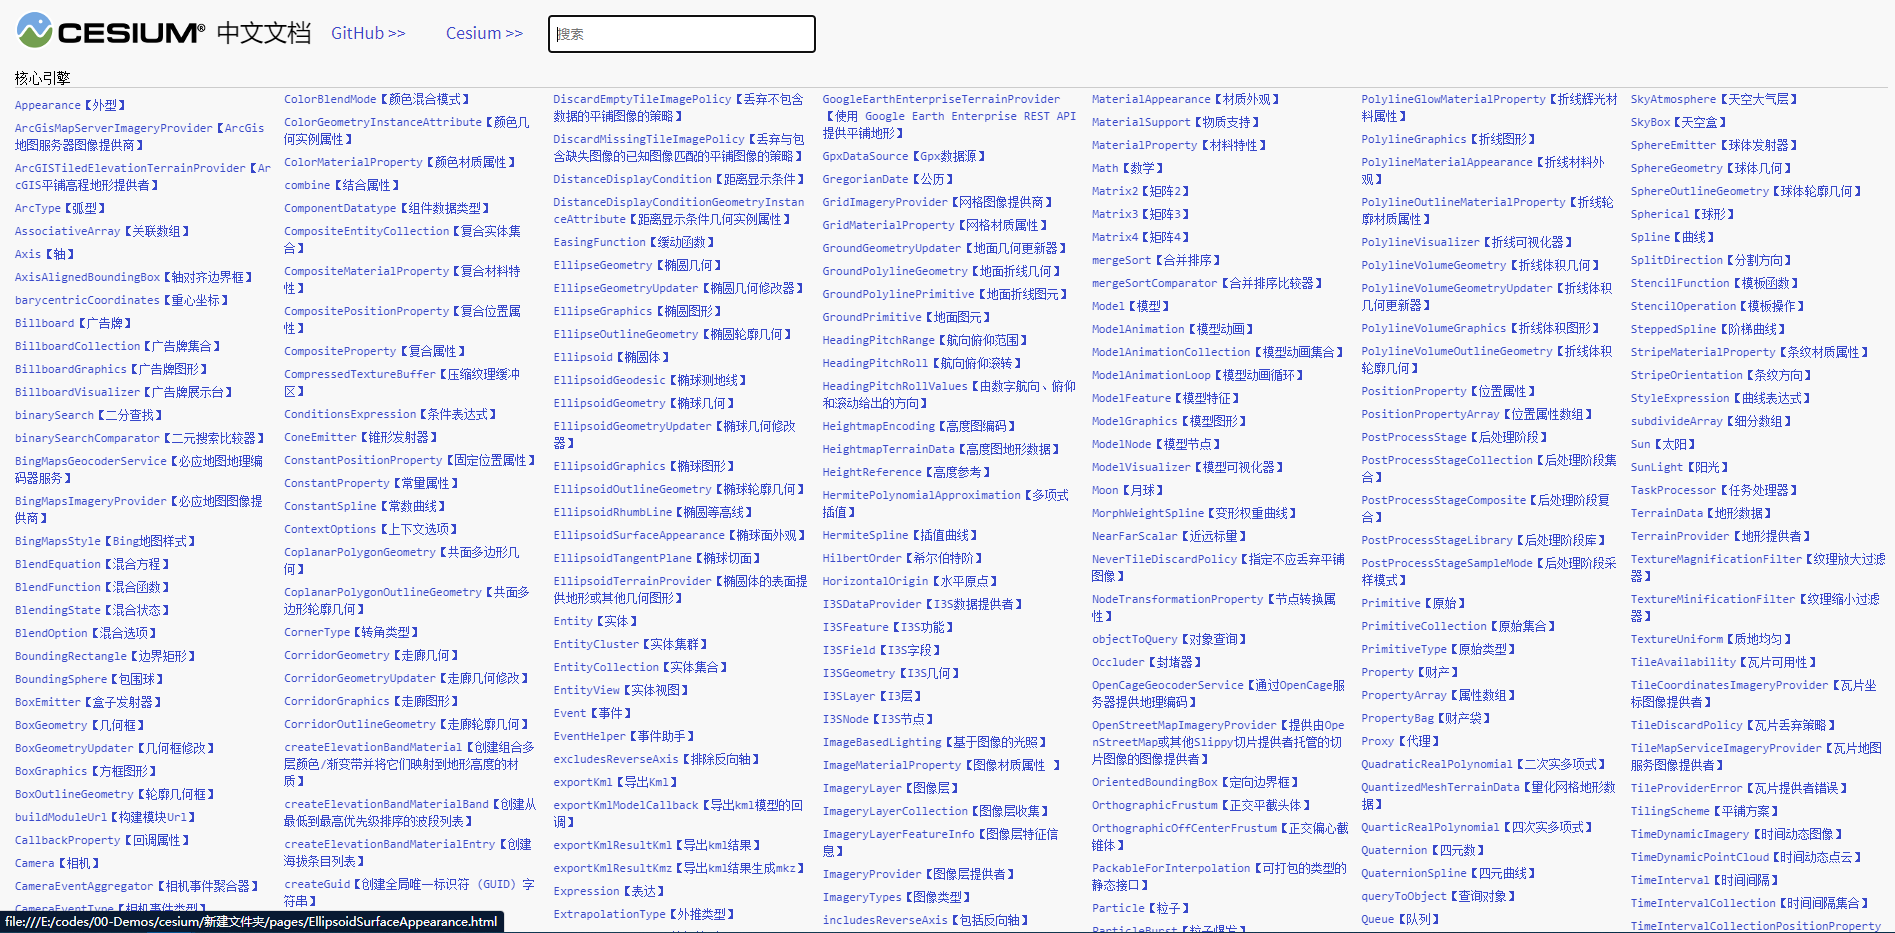 CESIUM® 中文文档
GitHub >>
Cesium >>
搜索
核心引擎
Appearance【外型】
ArcGisMapServerImageryProvider【ArcGis
地图服务器图像提供商】
ArcGISTiledElevationTerrainProvider【Ar
cGIS平铺高程地形提供者】
ArcType【弧型】
AssociativeArray【关联数组】
Axis【轴】
AxisAlignedBoundingBox【轴对齐边界框】
barycentricCoordinates【重心坐标】
Billboard【广告牌】
BillboardCollection【广告牌集合】
BillboardGraphics【广告牌图形】
BillboardVisualizer【广告牌展示台】
binarySearch【二分查找】
binarySearchComparator【二元搜索比较器】
BingMapsGeocoderService【必应地图地理编
码器服务】
BingMapsImageryProvider【必应地图图像提
供商】
BingMapsStyle【Bing地图样式】
BlendEquation【混合方程】
BlendFunction【混合函数】
BlendingState【混合状态】
BlendOption【混合选项】
BoundingRectangle【边界矩形】
BoundingSphere【包围球】
BoxEmitter【盒子发射器】
BoxGeometry【几何框】
BoxGeometryUpdater【几何框修改】
BoxGraphics【方框图形】
BoxOutlineGeometry【轮廓几何框】
buildModuleUrl【构建模块Url】
CallbackProperty【回调属性】
Camera【相机】
CameraEventAggregator【相机事件聚合器】
CameraEventType【相机事件类型】
ColorBlendMode【颜色混合模式】
ColorGeometryInstanceAttribute【颜色几
何实例属性】
ColorMaterialProperty【颜色材质属性】
combine【结合属性】
ComponentDatatype【组件数据类型】
CompositeEntityCollection【复合实体集
合】
CompositeMaterialProperty【复合材料特
性】
CompositePositionProperty【复合位置属
性】
CompositeProperty【复合属性】
CompressedTextureBuffer【压缩纹理缓冲
区】
ConditionsExpression【条件表达式】
ConeEmitter【锥形发射器】
ConstantPositionProperty【固定位置属性】
ConstantProperty【常量属性】
ConstantSpline【常数曲线】
ContextOptions【上下文选项】
CoplanarPolygonGeometry【共面多边形几
何】
CoplanarPolygonOutlineGeometry【共面多
边形轮廓几何】
CornerType【转角类型】
CorridorGeometry【走廊几何】
CorridorGeometryUpdater【走廊几何修改】
CorridorGraphics【走廊图形】
CorridorOutlineGeometry【走廊轮廓几何】
createElevationBandMaterial【创建组合多
层颜色/渐变带并将它们映射到地形高度的材
质】
createElevationBandMaterialBand【创建从
最低到最高优先级排序的波段列表】
createElevationBandMaterialEntry【创建
海拔条目列表】
createGuid【创建全局唯一标识符（GUID）字
符串】
DiscardEmptyTileImagePolicy【丢弃不包含
数据的平铺图像的策略】
DiscardMissingTileImagePolicy【丢弃与包
含缺失图像的已知图像匹配的平铺图像的策略】
DistanceDisplayCondition【距离显示条件】
DistanceDisplayConditionGeometryInstan
ceAttribute【距离显示条件几何实例属性】
EasingFunction【缓动函数】
EllipseGeometry【椭圆几何】
EllipseGeometryUpdater【椭圆几何修改器】
EllipseGraphics【椭圆图形】
EllipseOutlineGeometry【椭圆轮廓几何】
Ellipsoid【椭圆体】
EllipsoidGeodesic【椭球测地线】
EllipsoidGeometry【椭球几何】
EllipsoidGeometryUpdater【椭球几何修改
器】
EllipsoidGraphics【椭球图形】
EllipsoidOutlineGeometry【椭球轮廓几何】
EllipsoidRhumbLine【椭圆等高线】
EllipsoidSurfaceAppearance【椭球面外观】
EllipsoidTangentPlane【椭球切面】
EllipsoidTerrainProvider【椭圆体的表面提
供地形或其他几何图形】
Entity【实体】
EntityCluster【实体集群】
EntityCollection【实体集合】
EntityView【实体视图】
Event【事件】
EventHelper【事件助手】
excludesReverseAxis【排除反向轴】
exportKml【导出Kml】
exportKmlModelCallback【导出kml模型的回
调】
exportKmlResultKml【导出kml结果】
exportKmlResultKmz【导出kml结果生成mkz】
Expression【表达】
ExtrapolationType【外推类型】
GoogleEarthEnterpriseTerrainProvider
【使用 Google Earth Enterprise REST API
提供平铺地形】
GpxDataSource【Gpx数据源】
GregorianDate【公历】
GridImageryProvider【网格图像提供商】
GridMaterialProperty【网格材质属性】
GroundGeometryUpdater【地面几何更新器】
GroundPolylineGeometry【地面折线几何】
GroundPolylinePrimitive【地面折线图元】
GroundPrimitive【地面图元】
HeadingPitchRange【航向俯仰范围】
HeadingPitchRoll【航向俯仰滚转】
HeadingPitchRollValues【由数字航向、俯仰
和滚动给出的方向】
HeightmapEncoding【高度图编码】
HeightmapTerrainData【高度图地形数据】
HeightReference【高度参考】
HermitePolynomialApproximation【多项式
插值】
HermiteSpline【插值曲线】
HilbertOrder【希尔伯特阶】
HorizontalOrigin【水平原点】
I3SDataProvider【I3S数据提供者】
I3SFeature【I3S功能】
I3SField【I3S字段】
I3SGeometry【I3S几何】
I3SLayer【I3层】
I3SNode【I3S节点】
ImageBasedLighting【基于图像的光照】
ImageMaterialProperty【图像材质属性 】
ImageryLayer【图像层】
ImageryLayerCollection【图像层收集】
ImageryLayerFeatureInfo【图像层特征信
息】
ImageryProvider【图像层提供者】
ImageryTypes【图像类型】
includesReverseAxis【包括反向轴】
MaterialAppearance【材质外观】
MaterialSupport【物质支持】
MaterialProperty【材料特性】
Math【数学】
Matrix2【矩阵2】
Matrix3【矩阵3】
Matrix4【矩阵4】
mergeSort【合并排序】
mergeSortComparator【合并排序比较器】
Model【模型】
ModelAnimation【模型动画】
ModelAnimationCollection【模型动画集合】
ModelAnimationLoop【模型动画循环】
ModelFeature【模型特征】
ModelGraphics【模型图形】
ModelNode【模型节点】
ModelVisualizer【模型可视化器】
Moon【月球】
MorphWeightSpline【变形权重曲线】
NearFarScalar【近远标量】
NeverTileDiscardPolicy【指定不应丢弃平铺
图像】
NodeTransformationProperty【节点转换属
性】
objectToQuery【对象查询】
Occluder【封堵器】
OpenCageGeocoderService【通过OpenCage服
务器提供地理编码】
OpenStreetMapImageryProvider【提供由Ope
nStreetMap或其他Slippy切片提供者托管的切
片图像的图像提供者】
OrientedBoundingBox【定向边界框】
OrthographicFrustum【正交平截头体】
OrthographicOffCenterFrustum【正交偏心截
锥体】
PackableForInterpolation【可打包的类型的
静态接口】
Particle【粒子】
ParticleBurst【粒子爆发】
PolylineGlowMaterialProperty【折线辉光材
料属性】
PolylineGraphics【折线图形】
PolylineMaterialAppearance【折线材料外
观】
PolylineOutlineMaterialProperty【折线轮
廓材质属性】
PolylineVisualizer【折线可视化器】
PolylineVolumeGeometry【折线体积几何】
PolylineVolumeGeometryUpdater【折线体积
几何更新器】
PolylineVolumeGraphics【折线体积图形】
PolylineVolumeOutlineGeometry【折线体积
轮廓几何】
PositionProperty【位置属性】
PositionPropertyArray【位置属性数组】
PostProcessStage【后处理阶段】
PostProcessStageCollection【后处理阶段集
合】
PostProcessStageComposite【后处理阶段复
合】
PostProcessStageLibrary【后处理阶段库】
PostProcessStageSampleMode【后处理阶段采
样模式】
Primitive【原始】
PrimitiveCollection【原始集合】
PrimitiveType【原始类型】
Property【财产】
PropertyArray【属性数组】
PropertyBag【财产袋】
Proxy【代理】
QuadraticRealPolynomial【二次实多项式】
QuantizedMeshTerrainData【量化网格地形数
据】
QuarticRealPolynomial【四次实多项式】
Quaternion【四元数】
QuaternionSpline【四元曲线】
queryToObject【查询对象】
Queue【队列】
SkyAtmosphere【天空大气层】
SkyBox【天空盒】
SphereEmitter【球体发射器】
SphereGeometry【球体几何】
SphereOutlineGeometry【球体轮廓几何】
Spherical【球形】
Spline【曲线】
SplitDirection【分割方向】
StencilFunction【模板函数】
StencilOperation【模板操作】
SteppedSpline【阶梯曲线】
StripeMaterialProperty【条纹材质属性】
StripeOrientation【条纹方向】
StyleExpression【曲线表达式】
subdivideArray【细分数组】
Sun【太阳】
SunLight【阳光】
TaskProcessor【任务处理器】
TerrainData【地形数据】
TerrainProvider【地形提供者】
TextureMagnificationFilter【纹理放大过滤
器】
TextureMinificationFilter【纹理缩小过滤
器】
TextureUniform【质地均匀】
TileAvailability【瓦片可用性】
TileCoordinatesImageryProvider【瓦片坐
标图像提供者】
TileDiscardPolicy【瓦片丢弃策略】
TileMapServiceImageryProvider【瓦片地图
服务图像提供者】
TileProviderError【瓦片提供者错误】
TilingScheme【平铺方案】
TimeDynamicImagery【时间动态图像】
TimeDynamicPointCloud【时间动态点云】
TimeInterval【时间间隔】
TimeIntervalCollection【时间间隔集合】
TimeIntervalCollectionPositionProperty
file:///E:/codes/00-Demos/cesium/新建文件夹/pages/EllipsoidSurfaceAppearance.html